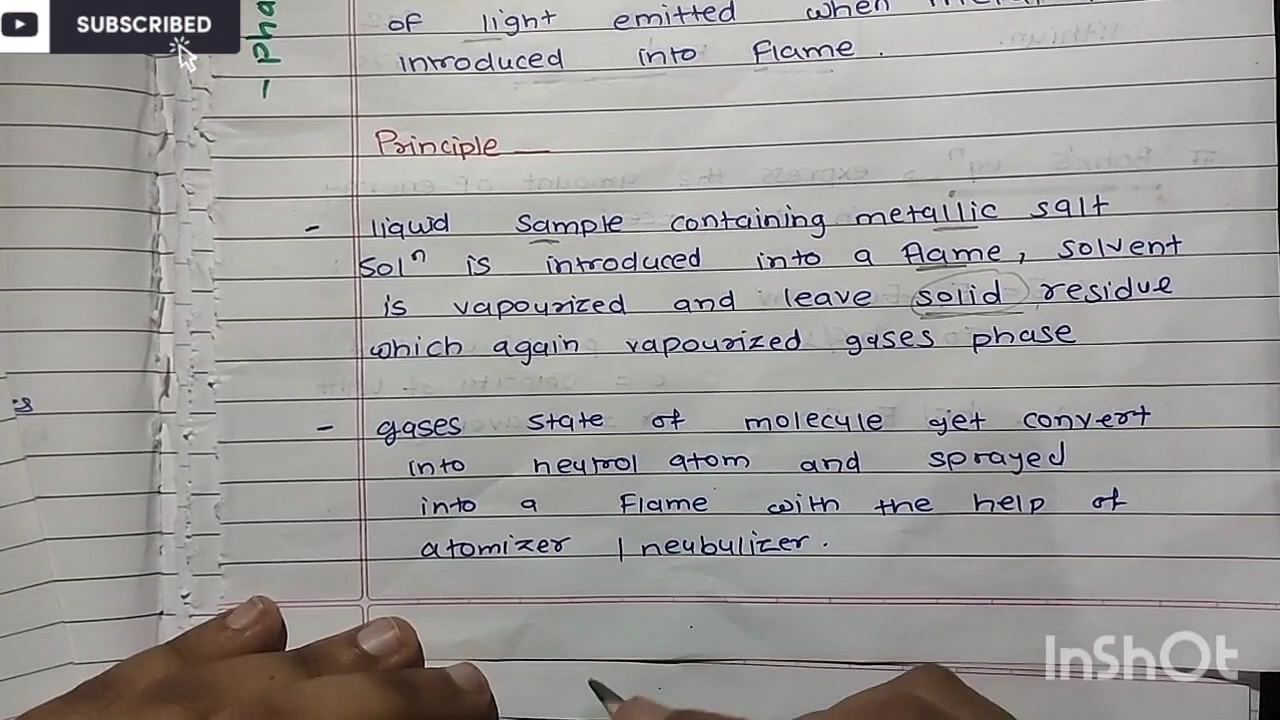 SUBSCRIBED
of light emitted when
introduced into Flame.
Principle —
- liquid sample containing metallic salt
solⁿ is introduced into a flame, solvent
is vapourized and leave solid residue
which again vapourized gases phase
- gases state of molecule get convert
into neutrol atom and sprayed
into a Flame with the help of
atomizer / neubulizer.
InShOt